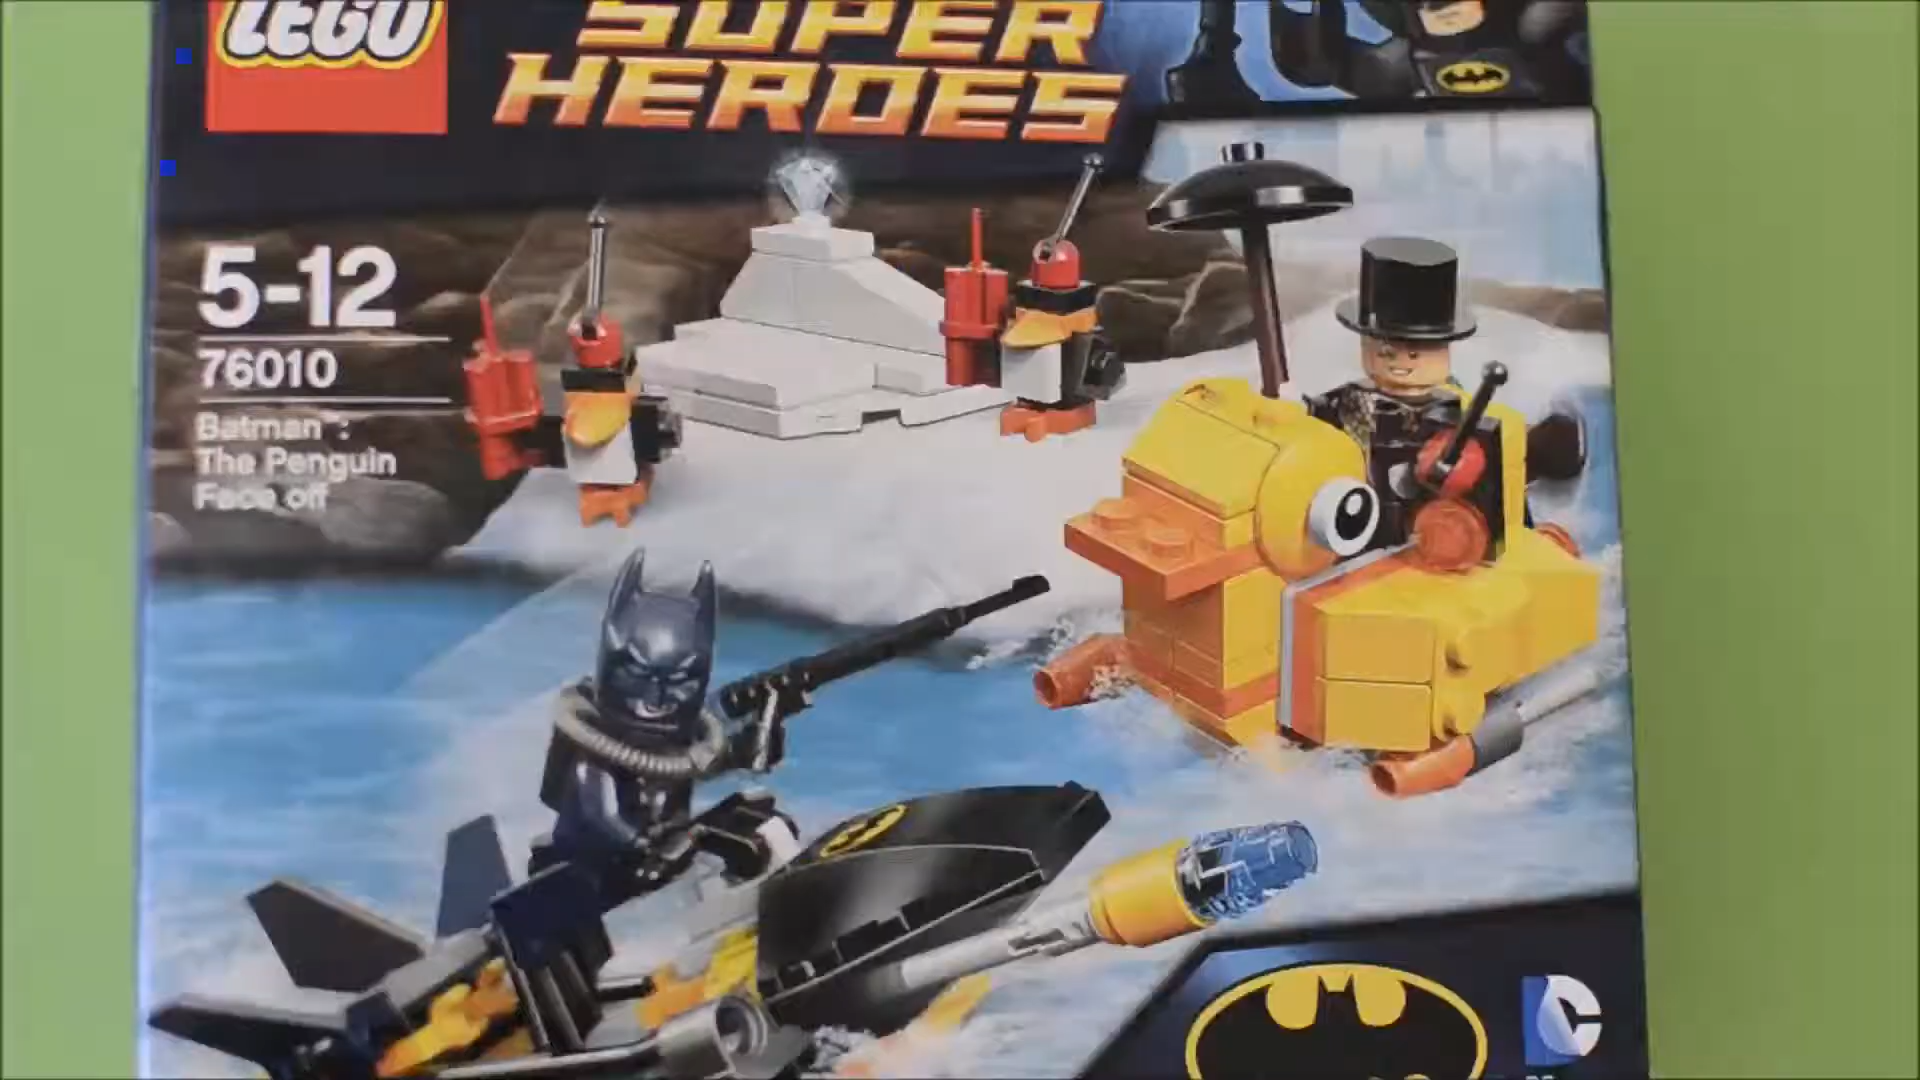 LEGO
SUPER
HEROES
5-12
76010
Batman™:
The Penguin
Face off